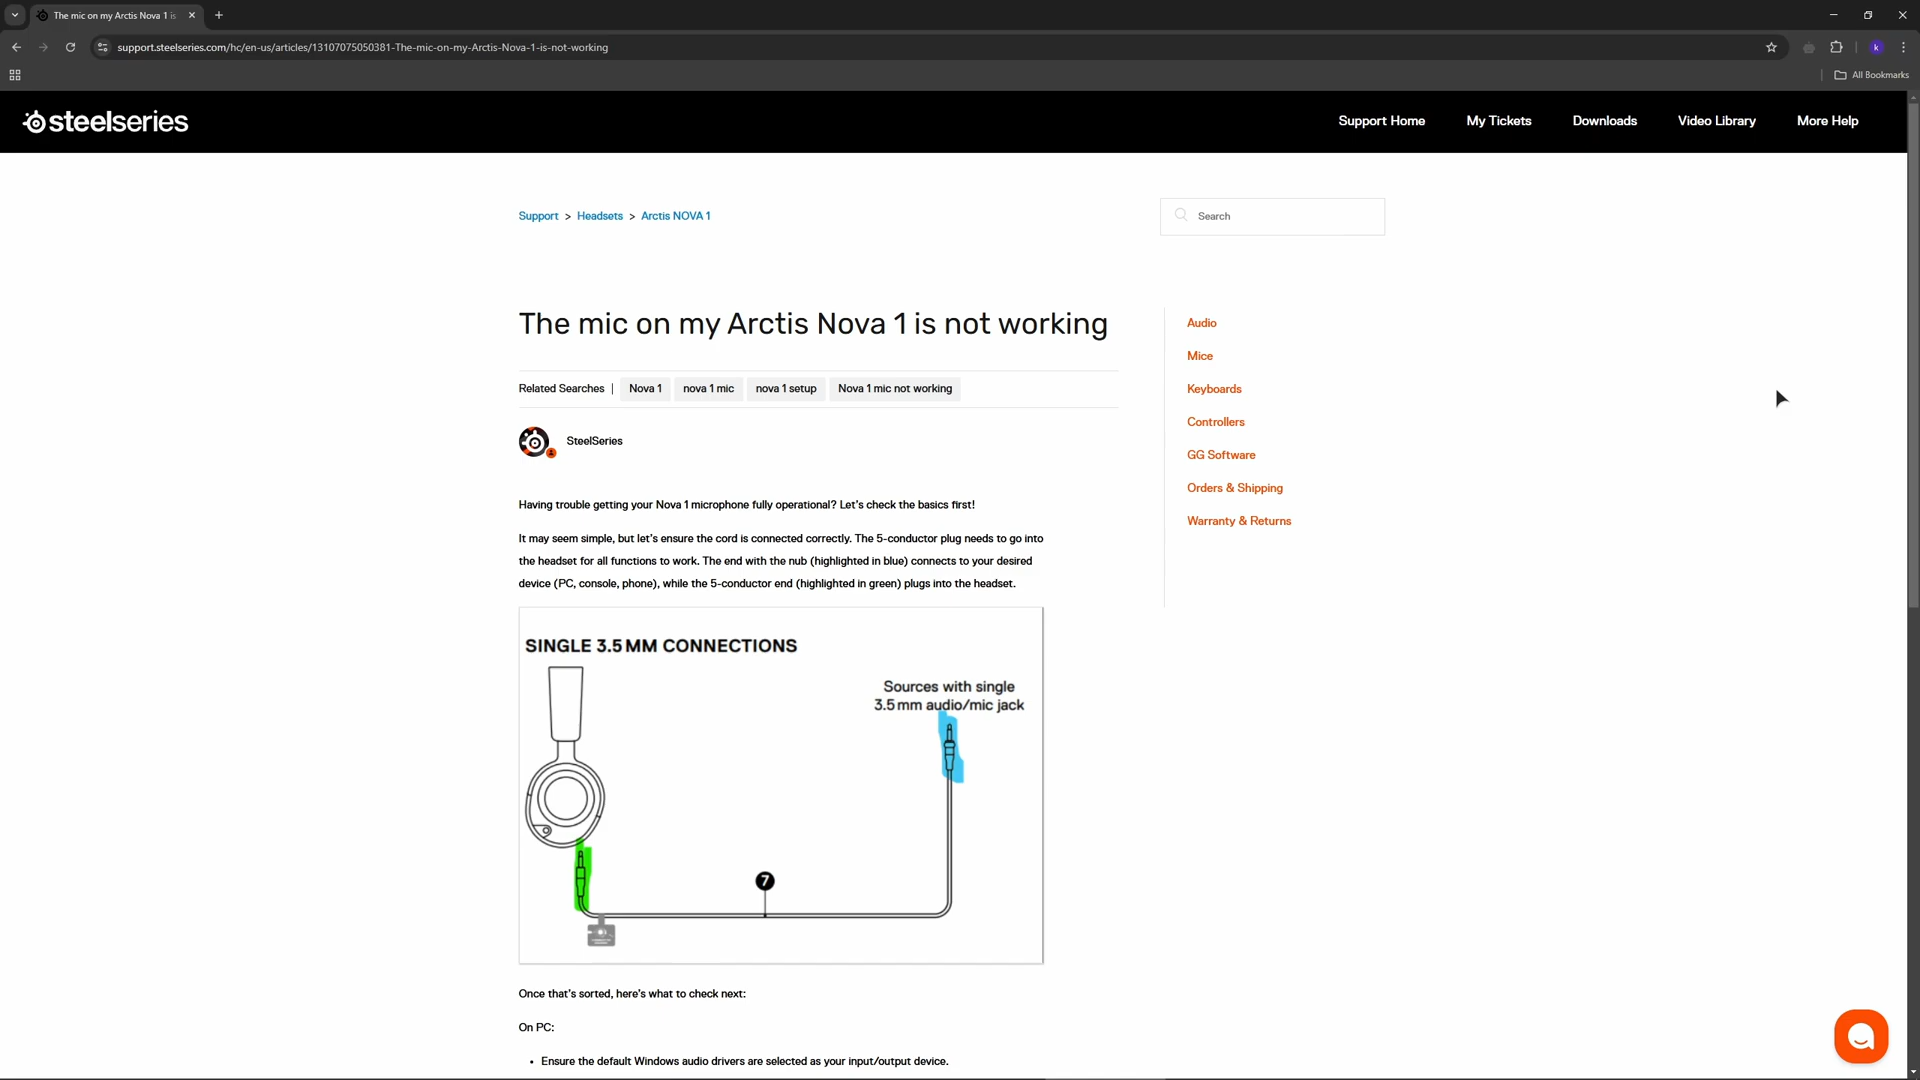 The mic on my Arctis Nova 1 is
support.steelseries.com/hc/en-us/articles/13107075050381-The-mic-on-my-Arctis-Nova-1-is-not-working
k
All Bookmarks
steelseries
Support Home
My Tickets
Downloads
Video Library
More Help
Support > Headsets > Arctis NOVA 1
Search
The mic on my Arctis Nova 1 is not working
Related Searches | Nova 1 nova 1 mic nova 1 setup Nova 1 mic not working
SteelSeries
Having trouble getting your Nova 1 microphone fully operational? Let's check the basics first!
It may seem simple, but let's ensure the cord is connected correctly. The 5-conductor plug needs to go into
the headset for all functions to work. The end with the nub (highlighted in blue) connects to your desired
device (PC, console, phone), while the 5-conductor end (highlighted in green) plugs into the headset.
SINGLE 3.5 MM CONNECTIONS
Sources with single
3.5 mm audio/mic jack
7
Once that's sorted, here's what to check next:
On PC:
• Ensure the default Windows audio drivers are selected as your input/output device.
Audio
Mice
Keyboards
Controllers
GG Software
Orders & Shipping
Warranty & Returns